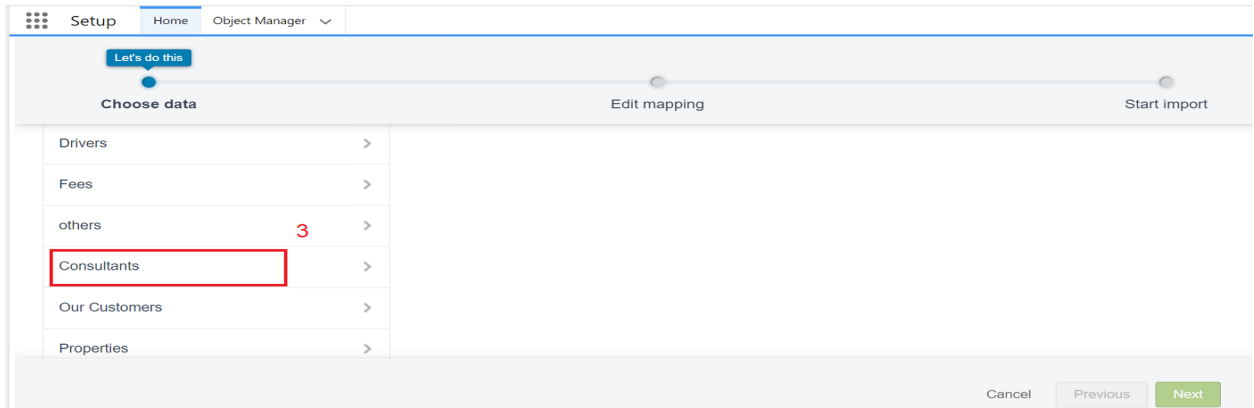 Setup Home Object Manager
Let's do this
Choose data Edit mapping Start import
Drivers
Fees
others
3
Consultants
Our Customers
Properties
Cancel Previous Next